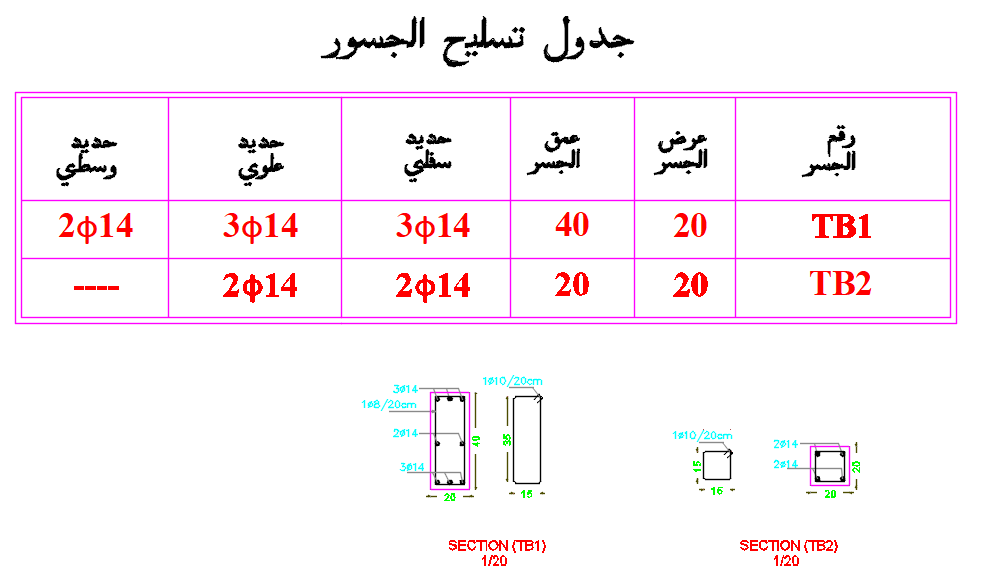 جدول تسليح الجسور
رقم الجسر
عرض الجسر
عمق الجسر
حديد سفلي
حديد علوي
حديد وسطي
TB1
20
40
3ϕ14
3ϕ14
2ϕ14
TB2
20
20
2ϕ14
2ϕ14
----
3Ø14
1Ø8/20cm
2Ø14
3Ø14
40
20
1Ø10/20cm
35
15
SECTION (TB1)
1/20
1Ø10/20cm
15
15
2Ø14
2Ø14
20
20
SECTION (TB2)
1/20